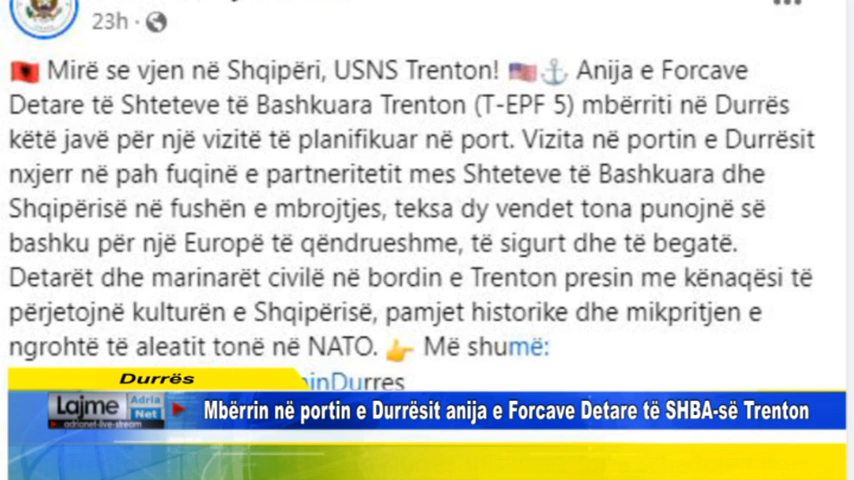 23h ·
🇦🇱 Mirë se vjen në Shqipëri, USNS Trenton! 🇺🇸⚓ Anija e Forcave
Detare të Shteteve të Bashkuara Trenton (T-EPF 5) mbërriti në Durrës
këtë javë për një vizitë të planifikuar në port. Vizita në portin e Durrësit
nxjerr në pah fuqinë e partneritetit mes Shteteve të Bashkuara dhe
Shqipërisë në fushën e mbrojtjes, teksa dy vendet tona punojnë së
bashku për një Europë të qëndrueshme, të sigurt dhe të begatë.
Detarët dhe marinarët civilë në bordin e Trenton presin me kënaqësi të
përjetojnë kulturën e Shqipërisë, pamjet historike dhe mikpritjen e
ngrohtë të aleatit tonë në NATO. 👉 Më shumë:
inDurres
Durrës
Lajme Adria Net
adrianet-live-stream
Mbërrin në portin e Durrësit anija e Forcave Detare të SHBA-së Trenton